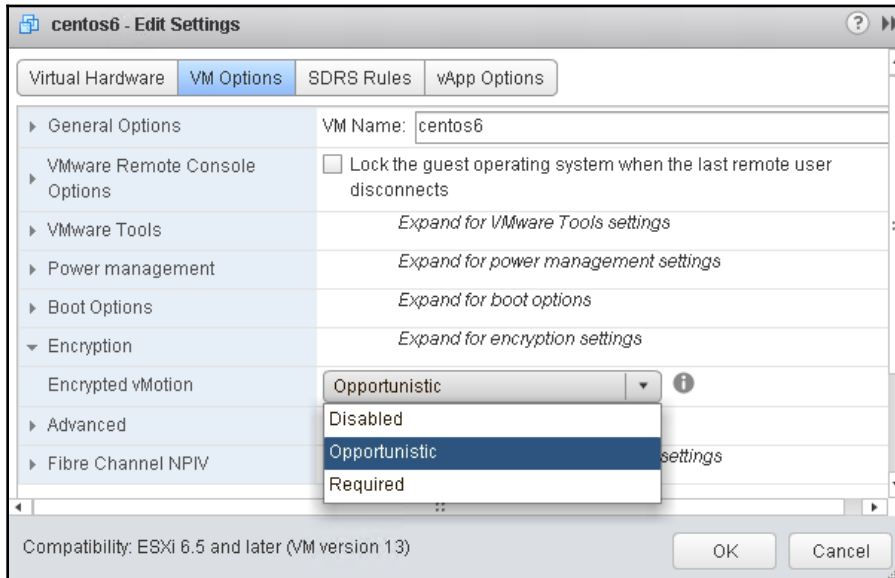 centos6 - Edit Settings
?
Virtual Hardware
VM Options
SDRS Rules
vApp Options
General Options
VM Name:
centos6
VMware Remote Console
Options
Lock the guest operating system when the last remote user
disconnects
VMware Tools
Expand for VMware Tools settings
Power management
Expand for power management settings
Boot Options
Expand for boot options
Encryption
Expand for encryption settings
Encrypted vMotion
Opportunistic
Disabled
Opportunistic
Required
Advanced
Fibre Channel NPIV
settings
Compatibility: ESXi 6.5 and later (VM version 13)
OK
Cancel